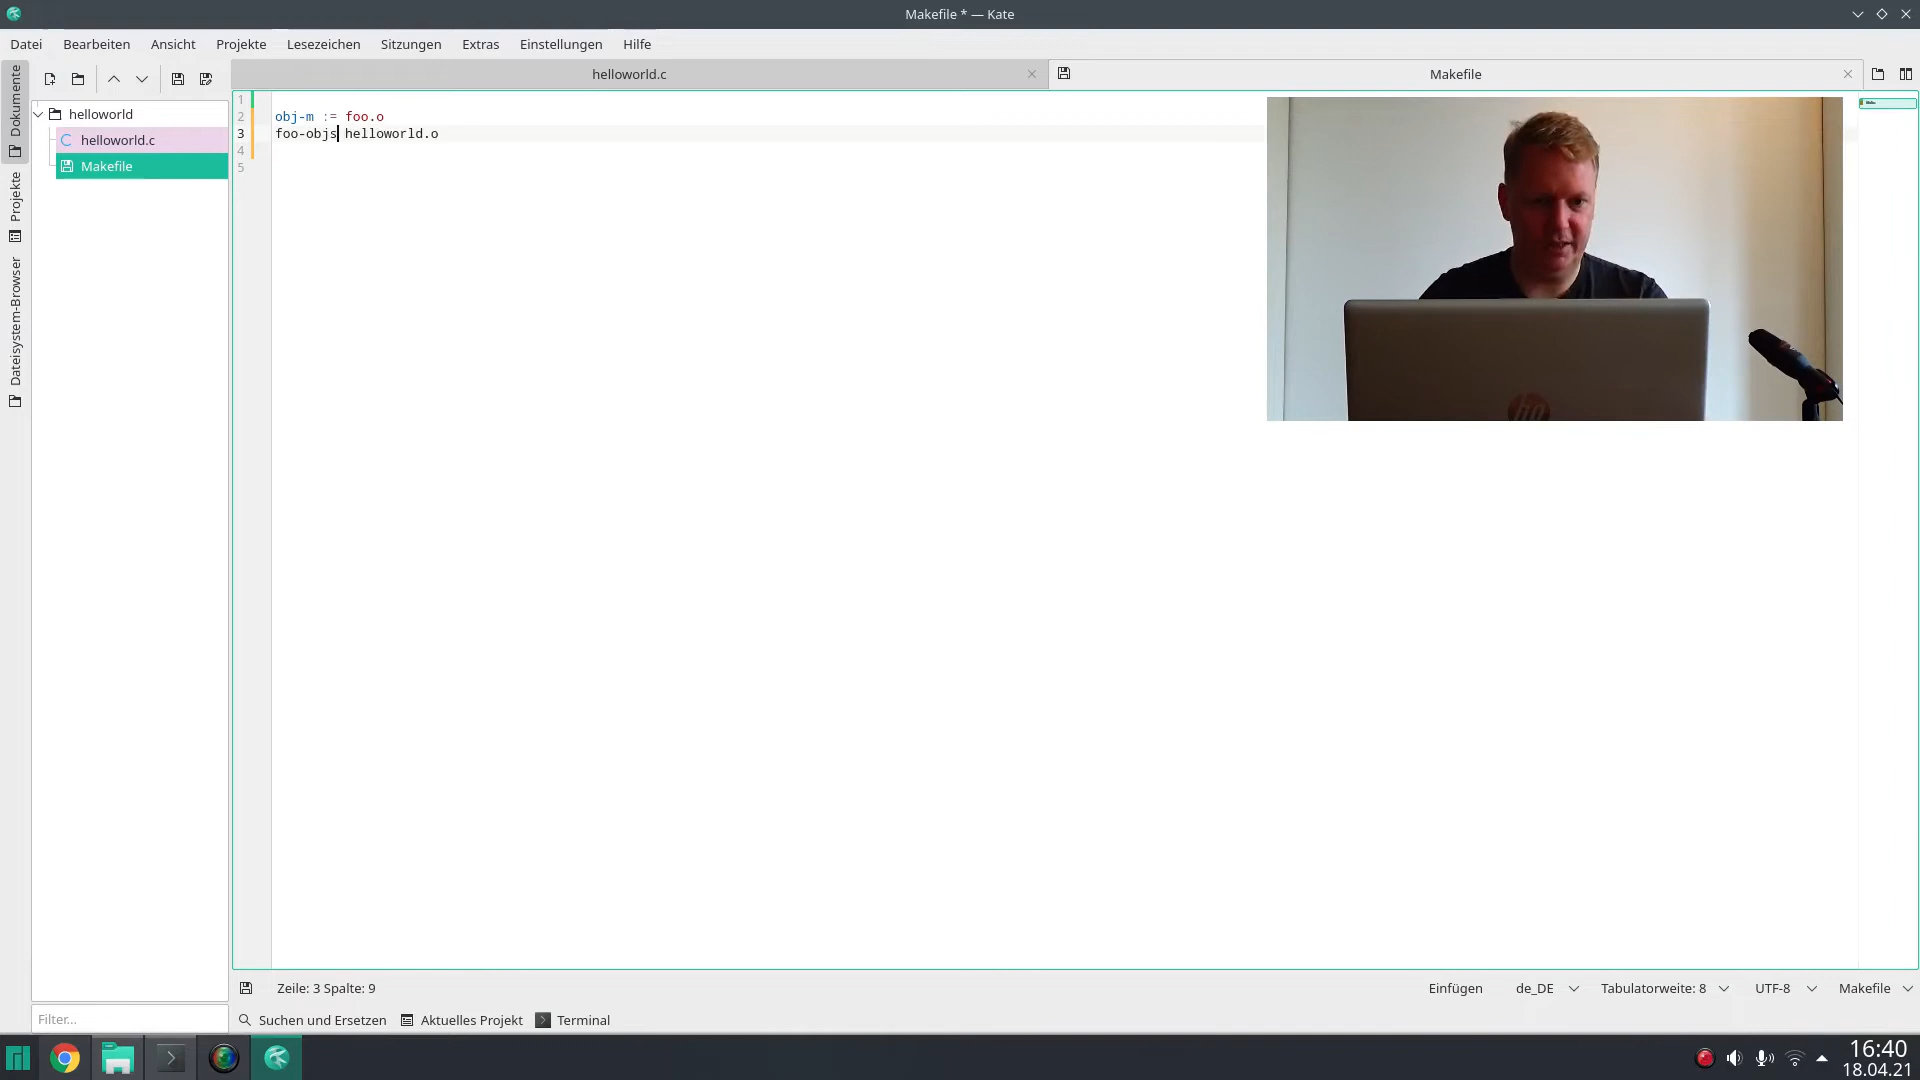 Makefile * — Kate
Datei Bearbeiten Ansicht Projekte Lesezeichen Sitzungen Extras Einstellungen Hilfe
helloworld.c
Makefile
Dokumente
Projekte
Dateisystem-Browser
helloworld
helloworld.c
Makefile
1
2 obj-m := foo.o
3 foo-objs helloworld.o
4
5
hp
Zeile: 3 Spalte: 9
Einfügen de_DE Tabulatorweite: 8 UTF-8 Makefile
Filter...
Suchen und Ersetzen Aktuelles Projekt Terminal
16:40
18.04.21